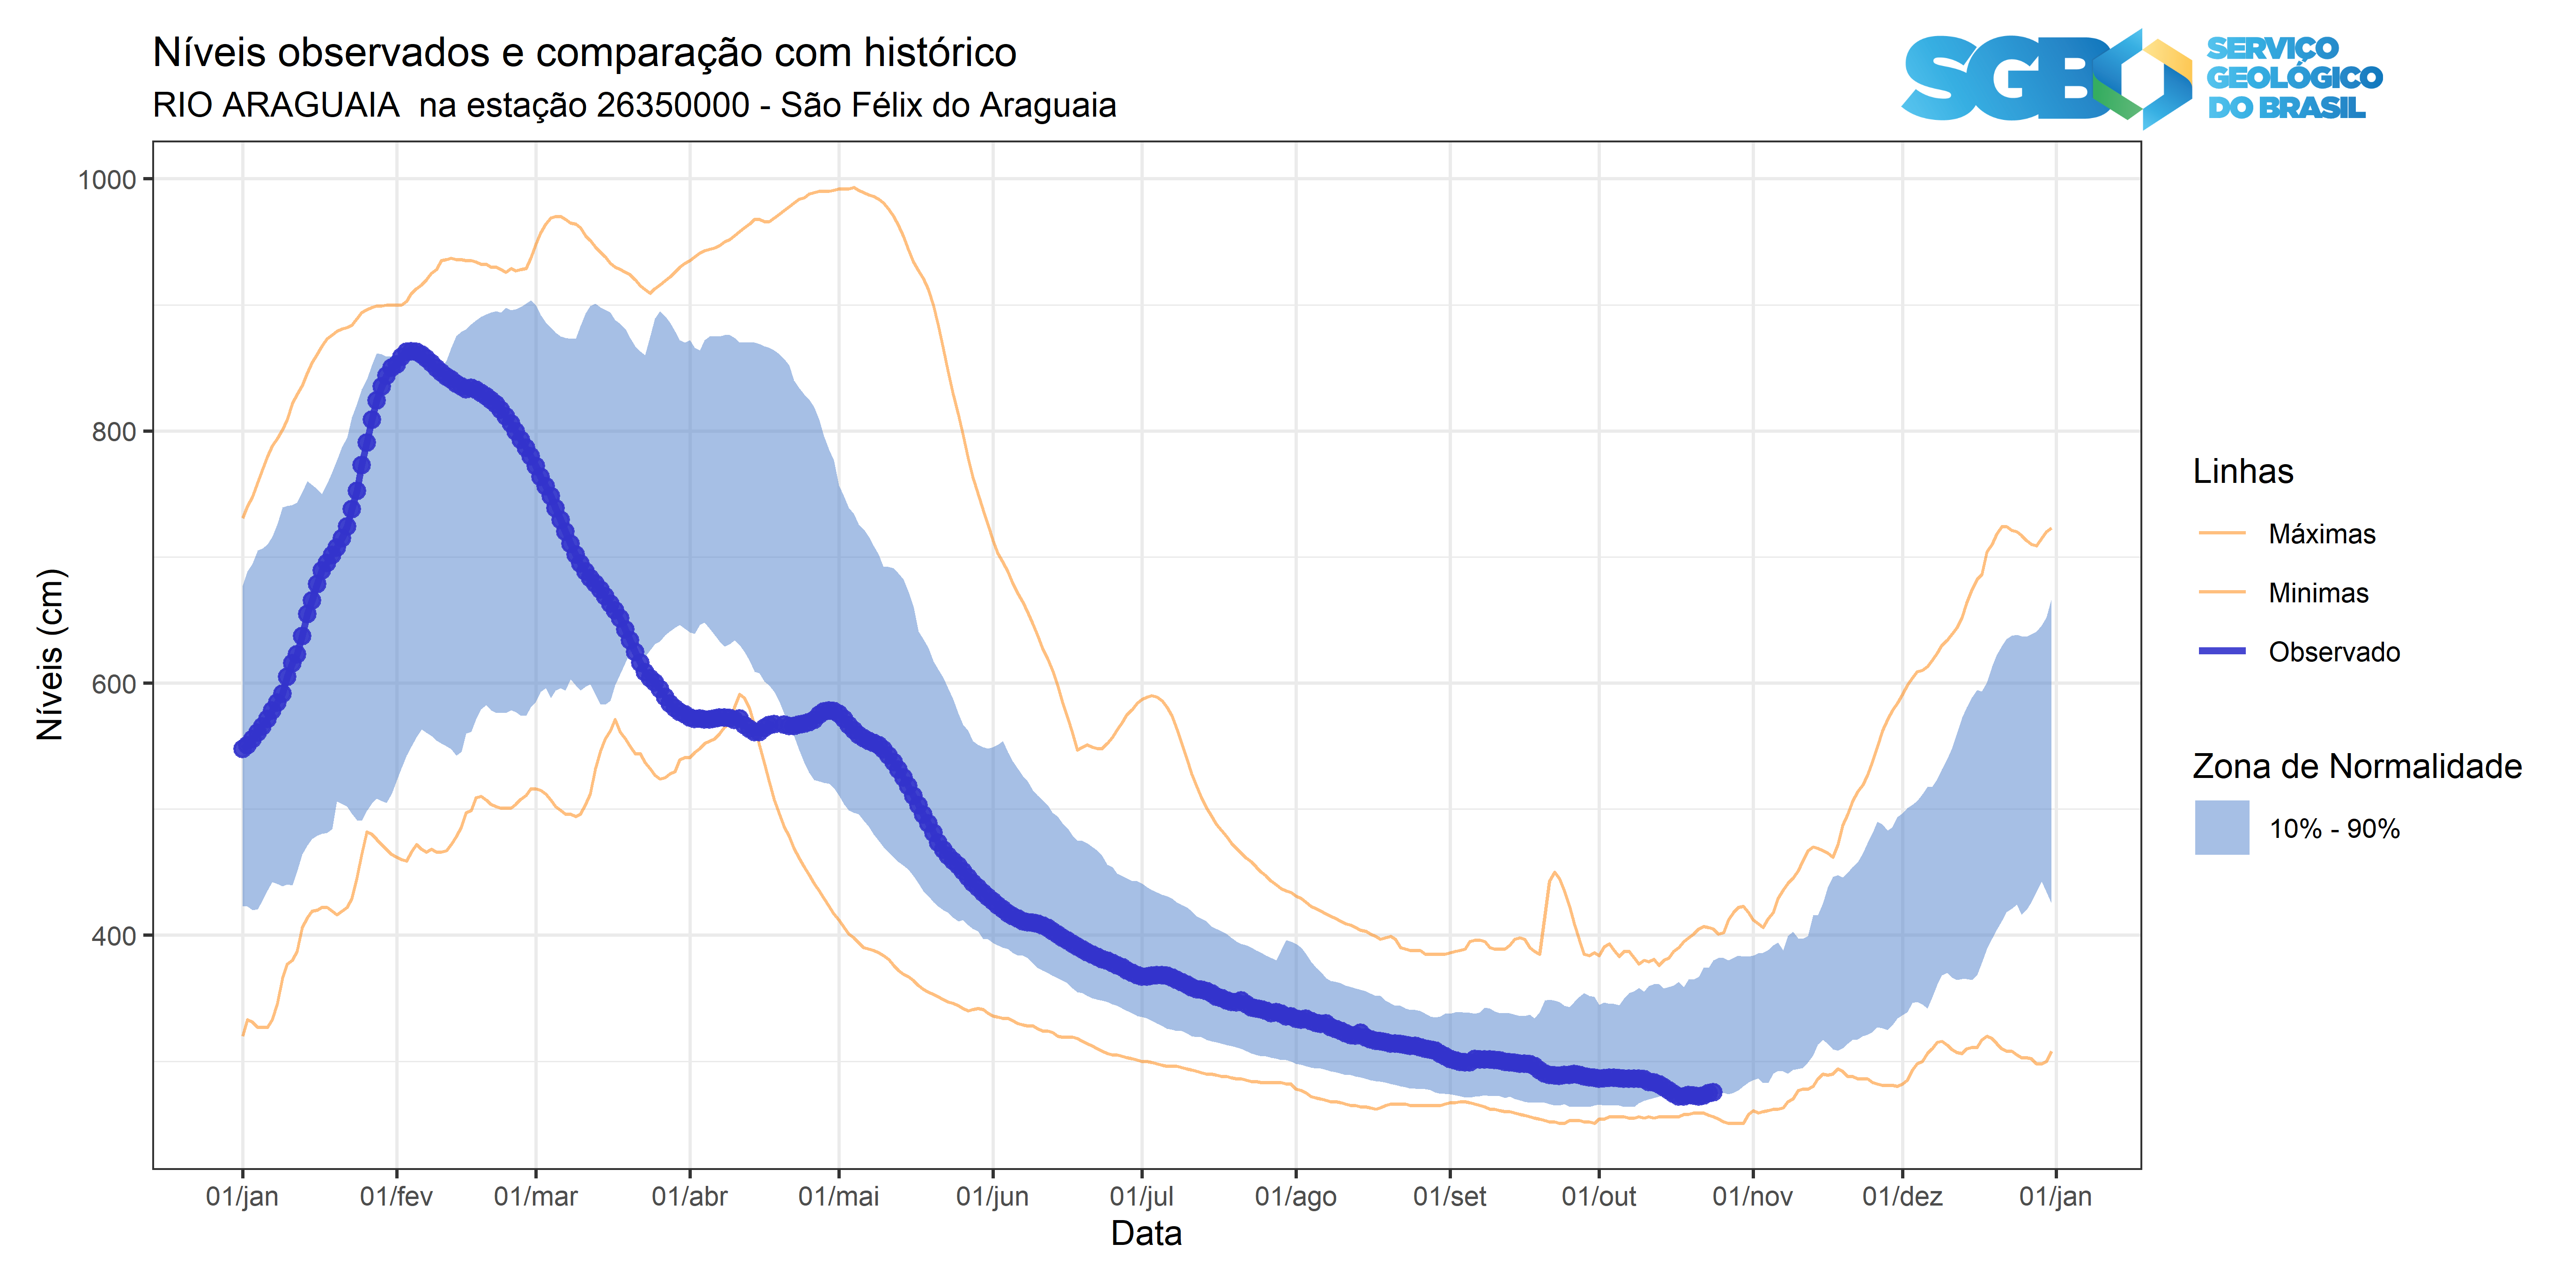 Níveis observados e comparação com histórico
RIO ARAGUAIA  na estação 26350000 - São Félix do Araguaia
SGB
SERVIÇO
GEOLÓGICO
DO BRASIL
1000
800
600
400
Níveis (cm)
01/jan
01/fev
01/mar
01/abr
01/mai
01/jun
01/jul
01/ago
01/set
01/out
01/nov
01/dez
01/jan
Data
Linhas
Máximas
Minimas
Observado
Zona de Normalidade
10% - 90%